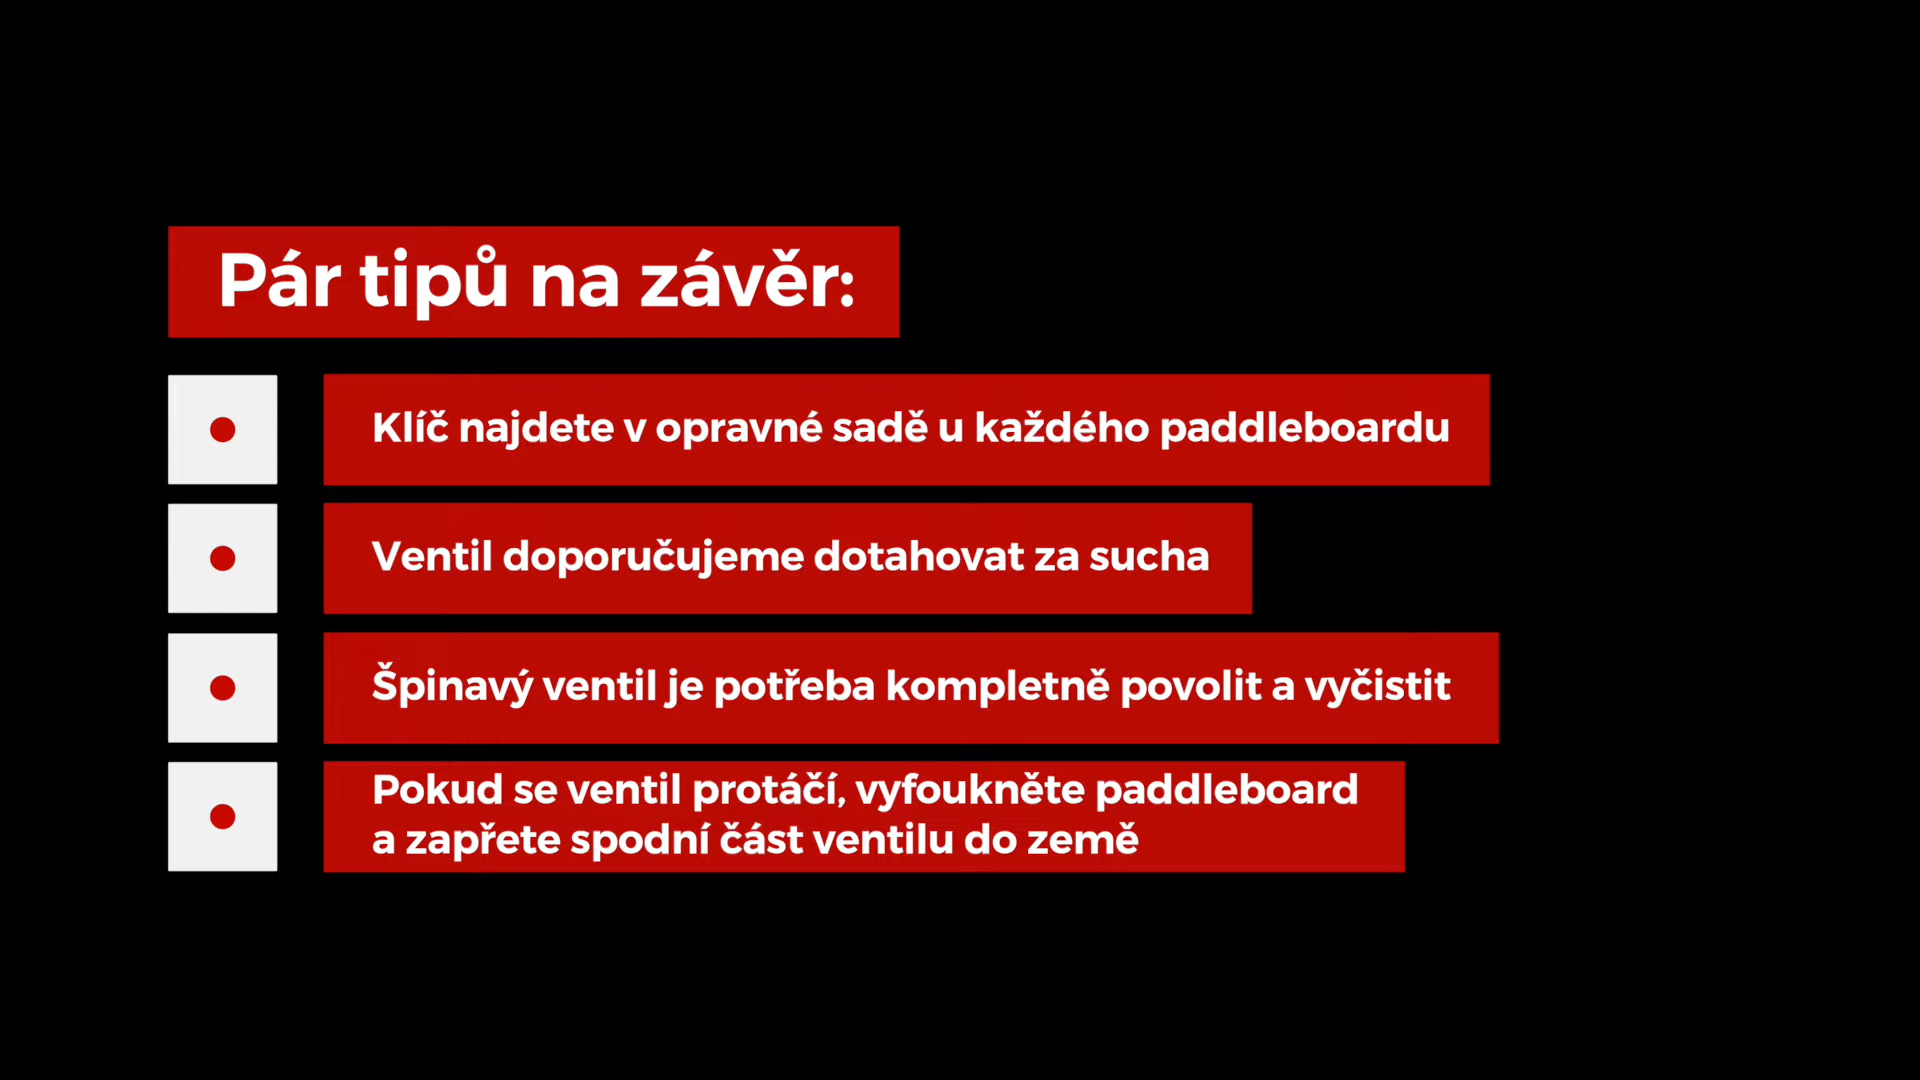 Pár tipů na závěr:
Klíč najdete v opravné sadě u každého paddleboardu
Ventil doporučujeme dotahovat za sucha
Špinavý ventil je potřeba kompletně povolit a vyčistit
Pokud se ventil protáčí, vyfoukněte paddleboard
a zapřete spodní část ventilu do země